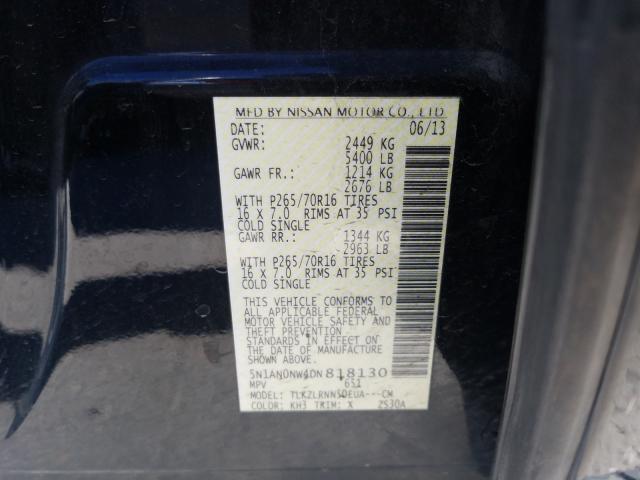 MFD BY NISSAN MOTOR CO., LTD
DATE: 06/13
GVWR: 2449 KG
5400 LB
GAWR FR.: 1214 KG
2676 LB
WITH P265/70R16 TIRES
16 X 7.0 RIMS AT 35 PSI
COLD SINGLE
GAWR RR.: 1344 KG
2963 LB
WITH P265/70R16 TIRES
16 X 7.0 RIMS AT 35 PSI
COLD SINGLE
THIS VEHICLE CONFORMS TO
ALL APPLICABLE FEDERAL
MOTOR VEHICLE SAFETY AND
THEFT PREVENTION
STANDARDS IN EFFECT ON
THE DATE OF MANUFACTURE
SHOWN ABOVE.
5N1AN0NW4DN818130
MPV 651
MODEL: TLKZLRNN50EUA---CM
COLOR: KH3 TRIM: X ZS30A